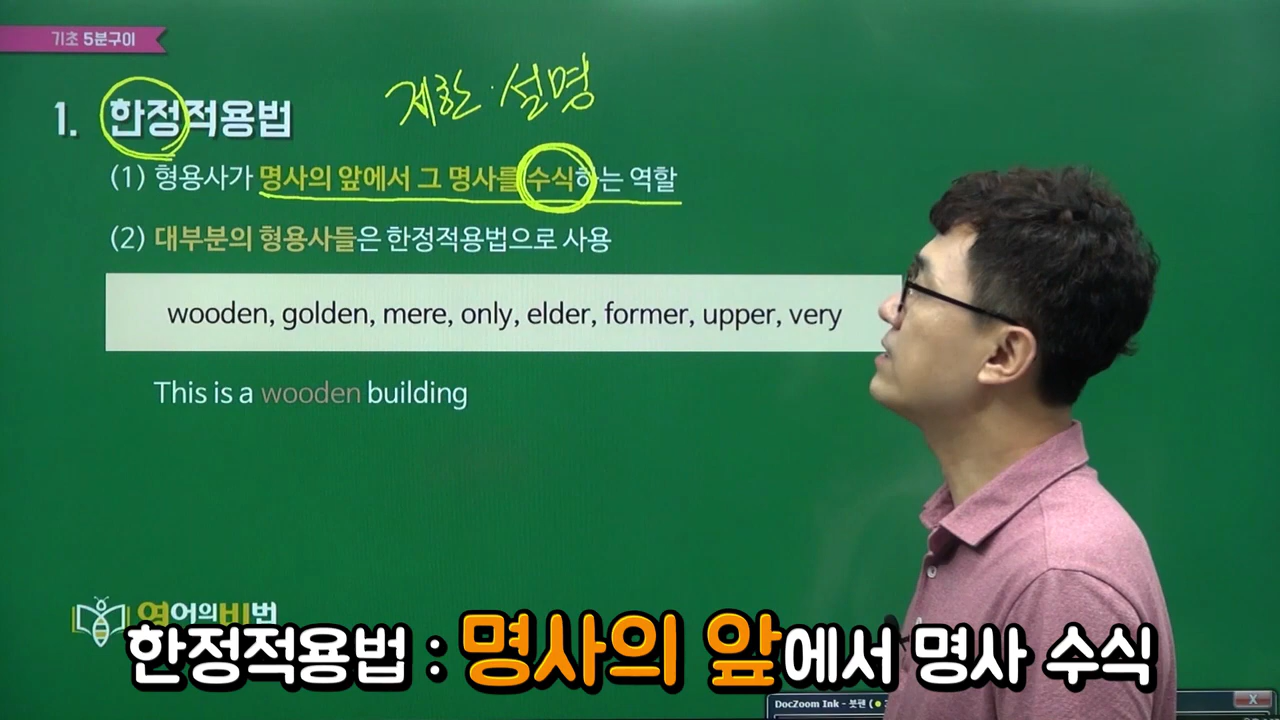 기초 5분구이
제한·설명
1. 한정적용법
(1) 형용사가 명사의 앞에서 그 명사를 수식하는 역할
(2) 대부분의 형용사들은 한정적용법으로 사용
wooden, golden, mere, only, elder, former, upper, very
This is a wooden building
영어의비법
한정적용법 : 명사의 앞에서 명사 수식
DocZoom Ink - 붓펜 (
X